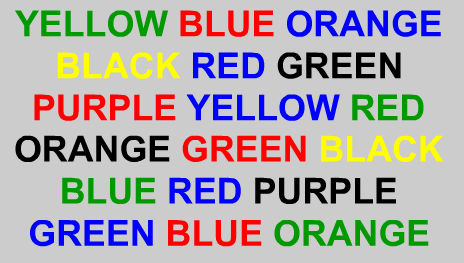 YELLOW BLUE ORANGE
BLACK RED GREEN
PURPLE YELLOW RED
ORANGE GREEN BLACK
BLUE RED PURPLE
GREEN BLUE ORANGE